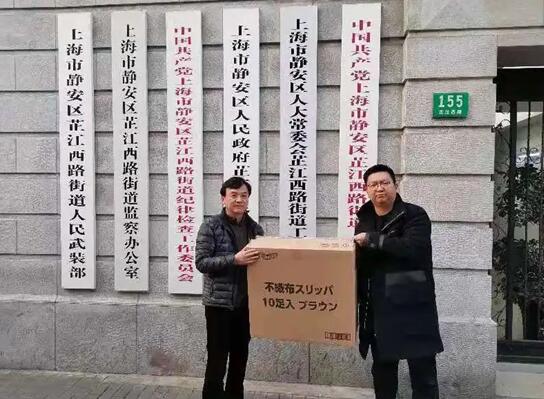 上海市静安区芷江西路街道人民武装部
上海市静安区芷江西路街道监察办公室
中国共产党上海市静安区芷江西路街道纪律检查工作委员会
上海市静安区人民政府芷
上海市静安区人大常委会芷江西路街道工
中国共产党上海市静安区芷江西路街道
155
不織布スリッパ
10足入 ブラウン